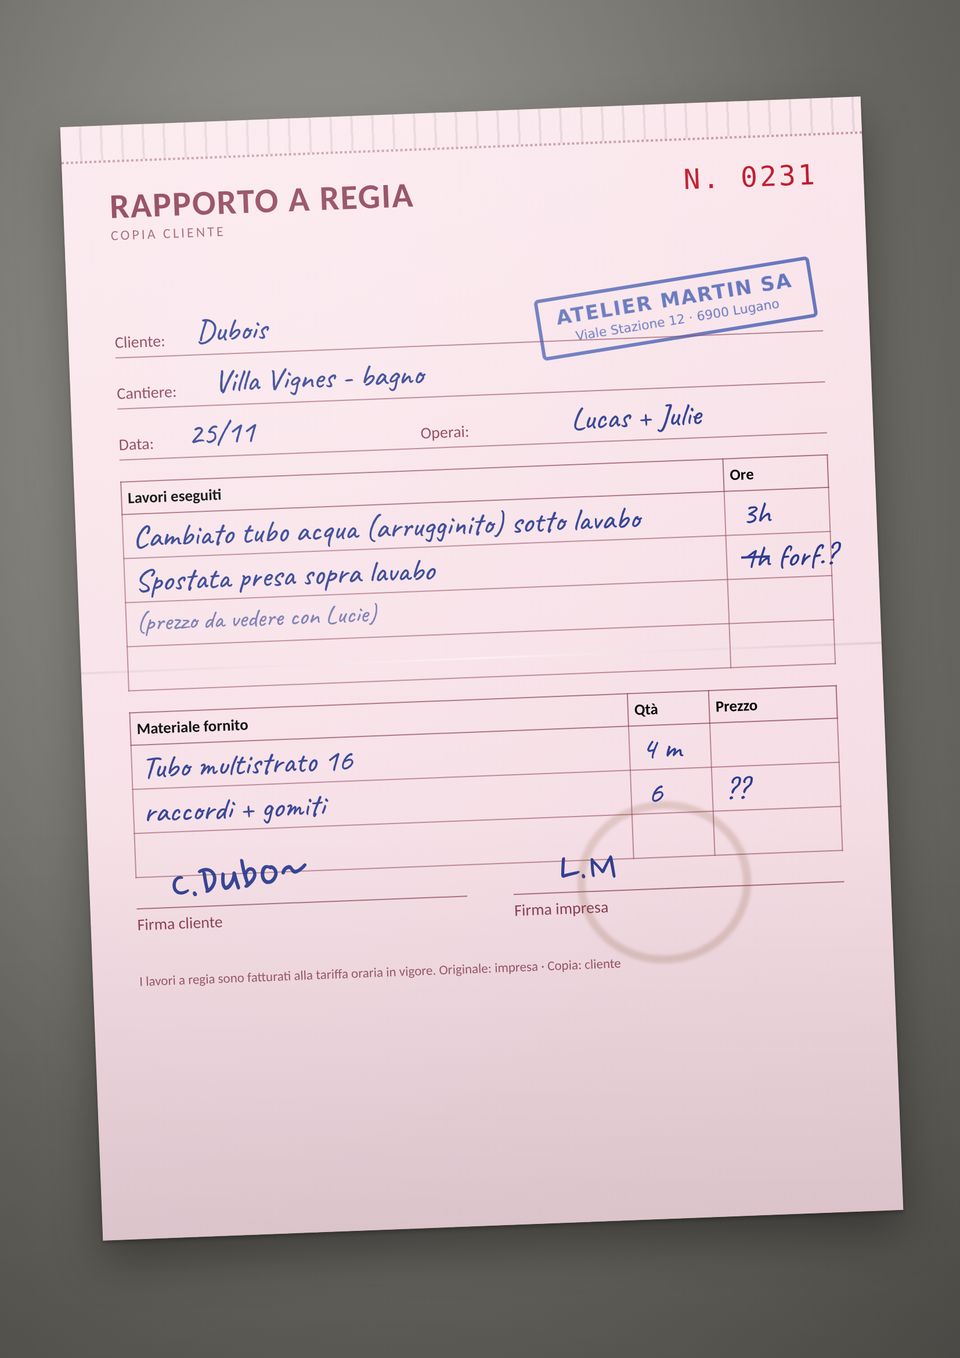 RAPPORTO A REGIA
N. 0231
COPIA CLIENTE
ATELIER MARTIN SA
Viale Stazione 12 · 6900 Lugano
Cliente: Dubois
Cantiere: Villa Vignes - bagno
Data: 25/11 Operai: Lucas + Julie
Lavori eseguiti Ore
Cambiato tubo acqua (arrugginito) sotto lavabo 3h
Spostata presa sopra lavabo 4h forf.?
(prezzo da vedere con Lucie)
Materiale fornito Qtà Prezzo
Tubo multistrato 16 4 m
raccordi + gomiti 6 ??
C.Dubo~ L.M
Firma cliente Firma impresa
I lavori a regia sono fatturati alla tariffa oraria in vigore. Originale: impresa · Copia: cliente